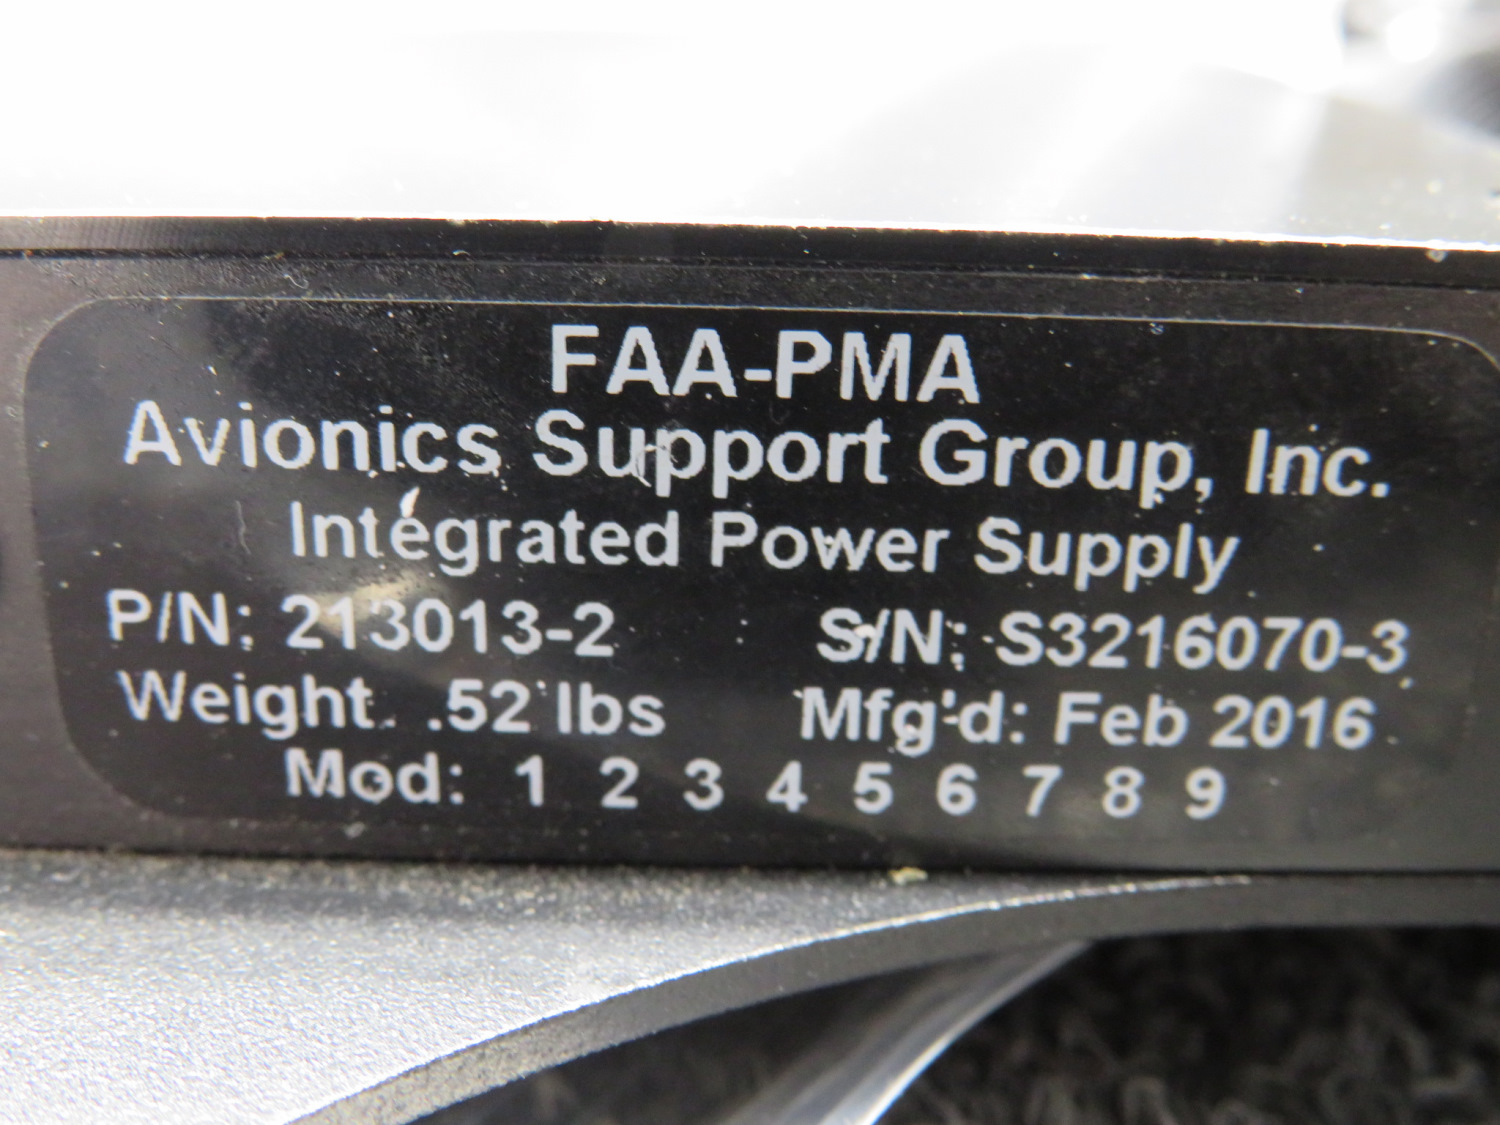 FAA-PMA
Avionics Support Group, Inc.
Integrated Power Supply
P/N: 213013-2 S/N: S3216070-3
Weight: .52 lbs Mfg'd: Feb 2016
Mod: 1 2 3 4 5 6 7 8 9